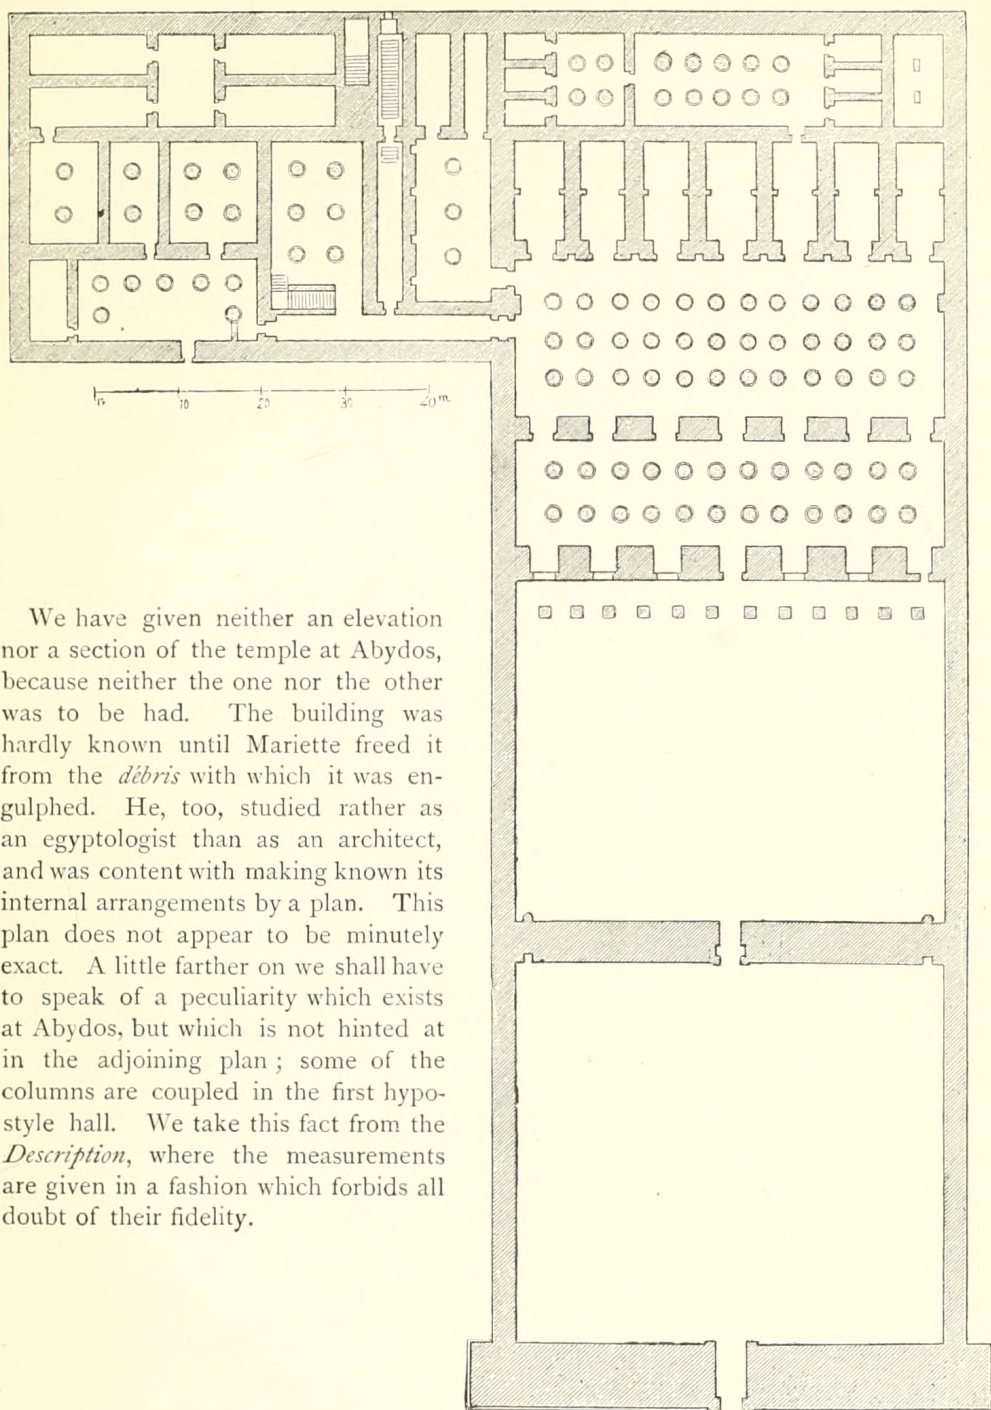 10 20 30 40 m
We have given neither an elevation
nor a section of the temple at Abydos,
because neither the one nor the other
was to be had. The building was
hardly known until Mariette freed it
from the débris with which it was en-
gulphed. He, too, studied rather as
an egyptologist than as an architect,
and was content with making known its
internal arrangements by a plan. This
plan does not appear to be minutely
exact. A little farther on we shall have
to speak of a peculiarity which exists
at Abydos, but which is not hinted at
in the adjoining plan ; some of the
columns are coupled in the first hypo-
style hall. We take this fact from the
Description, where the measurements
are given in a fashion which forbids all
doubt of their fidelity.